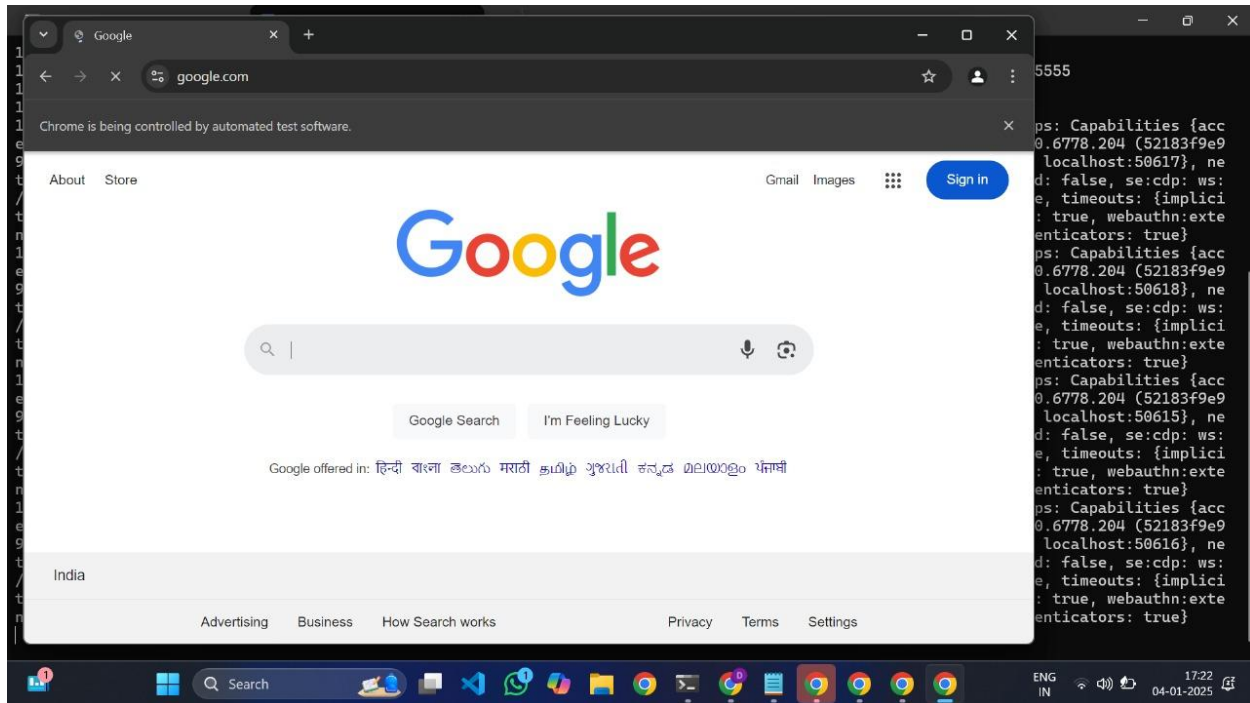 Google
google.com
5555
Chrome is being controlled by automated test software.
About Store
Gmail Images
Sign in
Google
Google Search I'm Feeling Lucky
Google offered in: हिन्दी বাংলা తెలుగు मराठी தமிழ் ગુજરાતી ಕನ್ನಡ മലയാളം ਪੰਜਾਬੀ
India
Advertising Business How Search works
Privacy Terms Settings
ps: Capabilities {acc
0.6778.204 (52183f9e9
localhost:50617}, ne
d: false, se:cdp: ws:
e, timeouts: {implici
: true, webauthn:exte
enticators: true}
ps: Capabilities {acc
0.6778.204 (52183f9e9
localhost:50618}, ne
d: false, se:cdp: ws:
e, timeouts: {implici
: true, webauthn:exte
enticators: true}
ps: Capabilities {acc
0.6778.204 (52183f9e9
localhost:50615}, ne
d: false, se:cdp: ws:
e, timeouts: {implici
: true, webauthn:exte
enticators: true}
ps: Capabilities {acc
0.6778.204 (52183f9e9
localhost:50616}, ne
d: false, se:cdp: ws:
e, timeouts: {implici
: true, webauthn:exte
enticators: true}
1
Search
ENG
IN
17:22
04-01-2025